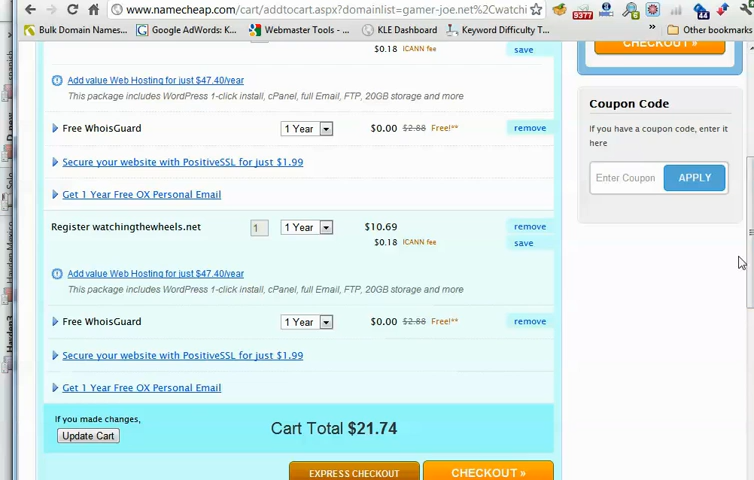 www.namecheap.com/cart/addtocart.aspx?domainlist=gamer-joe.net%2Cwatchi
9377
6
44
Bulk Domain Names... Google AdWords: K... Webmaster Tools - ... KLE Dashboard Keyword Difficulty T... » Other bookmarks
CHECKOUT »
$0.18 ICANN fee save
Add value Web Hosting for just $47.40/year
This package includes WordPress 1-click install, cPanel, full Email, FTP, 20GB storage and more
Free WhoisGuard 1 Year $0.00 $2.88 Free!** remove
Secure your website with PositiveSSL for just $1.99
Get 1 Year Free OX Personal Email
Register watchingthewheels.net 1 1 Year $10.69 remove
$0.18 ICANN fee save
Add value Web Hosting for just $47.40/year
This package includes WordPress 1-click install, cPanel, full Email, FTP, 20GB storage and more
Free WhoisGuard 1 Year $0.00 $2.88 Free!** remove
Secure your website with PositiveSSL for just $1.99
Get 1 Year Free OX Personal Email
If you made changes,
Update Cart
Cart Total $21.74
EXPRESS CHECKOUT CHECKOUT »
Coupon Code
If you have a coupon code, enter it
here
Enter Coupon APPLY